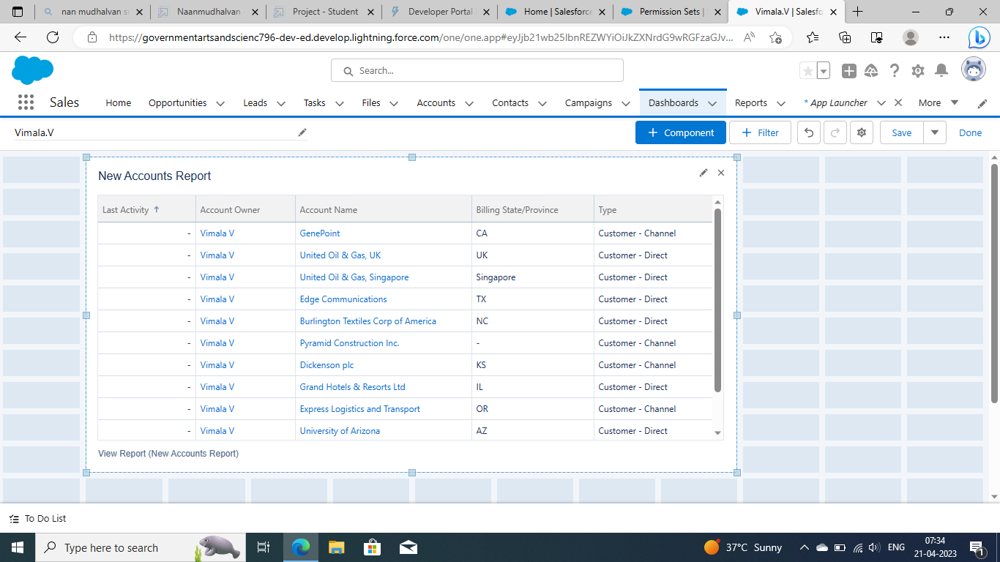 nan mudhalvan sr
Naanmudhalvan -
Project - Student
Developer Portal |
Home | Salesforce
Permission Sets |
Vimala.V | Salesfo
https://governmentartsandscienc796-dev-ed.develop.lightning.force.com/one/one.app#eyJjb21wb25lbnREZWYiOiJkZXNrdG9wRGFzaGJv...
Search...
Sales
Home
Opportunities
Leads
Tasks
Files
Accounts
Contacts
Campaigns
Dashboards
Reports
* App Launcher
More
Vimala.V
+ Component
+ Filter
Save
Done
New Accounts Report
Last Activity ↑ Account Owner Account Name Billing State/Province Type
- Vimala V GenePoint CA Customer - Channel
- Vimala V United Oil & Gas, UK UK Customer - Direct
- Vimala V United Oil & Gas, Singapore Singapore Customer - Direct
- Vimala V Edge Communications TX Customer - Direct
- Vimala V Burlington Textiles Corp of America NC Customer - Direct
- Vimala V Pyramid Construction Inc. - Customer - Channel
- Vimala V Dickenson plc KS Customer - Channel
- Vimala V Grand Hotels & Resorts Ltd IL Customer - Direct
- Vimala V Express Logistics and Transport OR Customer - Channel
- Vimala V University of Arizona AZ Customer - Direct
View Report (New Accounts Report)
To Do List
Type here to search
37°C Sunny
ENG
07:34
21-04-2023
1